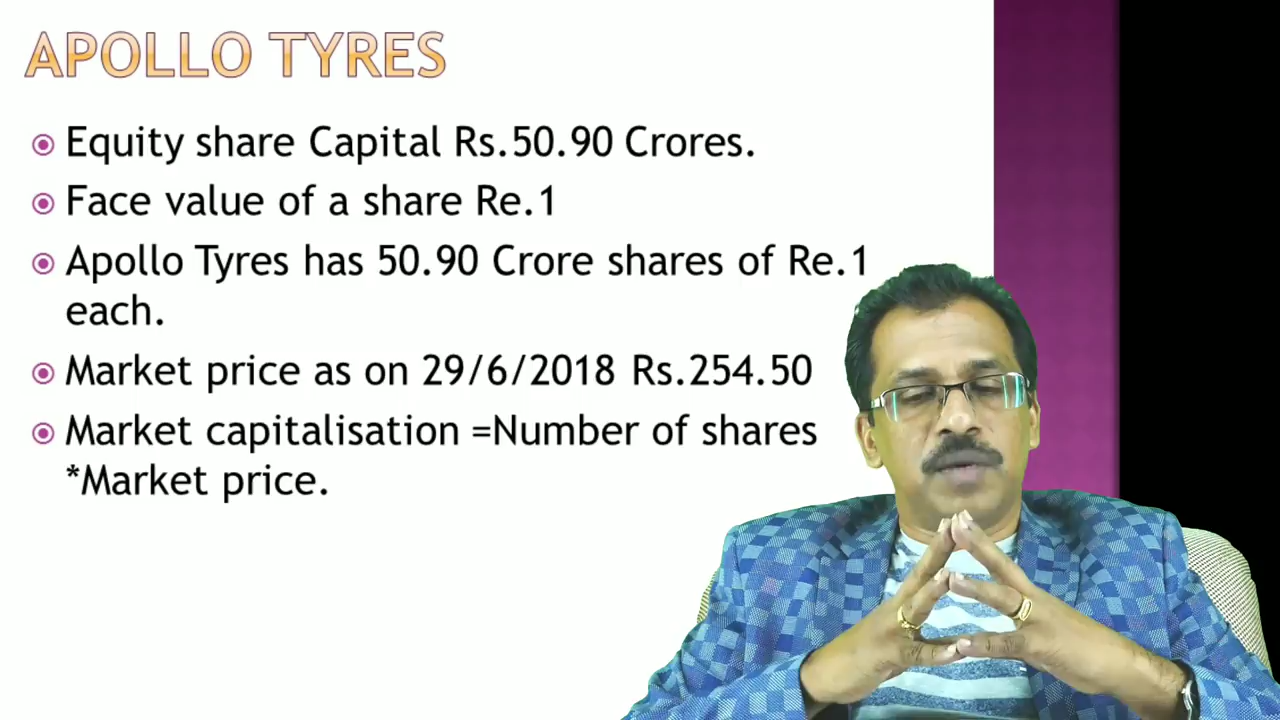 APOLLO TYRES
Equity share Capital Rs.50.90 Crores.
Face value of a share Re.1
Apollo Tyres has 50.90 Crore shares of Re.1
each.
Market price as on 29/6/2018 Rs.254.50
Market capitalisation =Number of shares
*Market price.